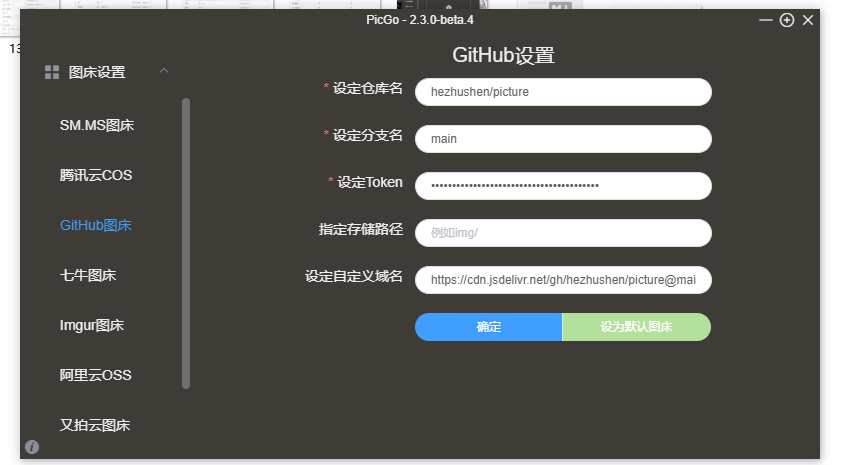 PicGo - 2.3.0-beta.4
13
图床设置
SM.MS图床
腾讯云COS
GitHub图床
七牛图床
Imgur图床
阿里云OSS
又拍云图床
GitHub设置
* 设定仓库名
hezhushen/picture
* 设定分支名
main
* 设定Token
••••••••••••••••••••••••••••••••••••••••
指定存储路径
例如img/
设定自定义域名
https://cdn.jsdelivr.net/gh/hezhushen/picture@mai
确定
设为默认图床